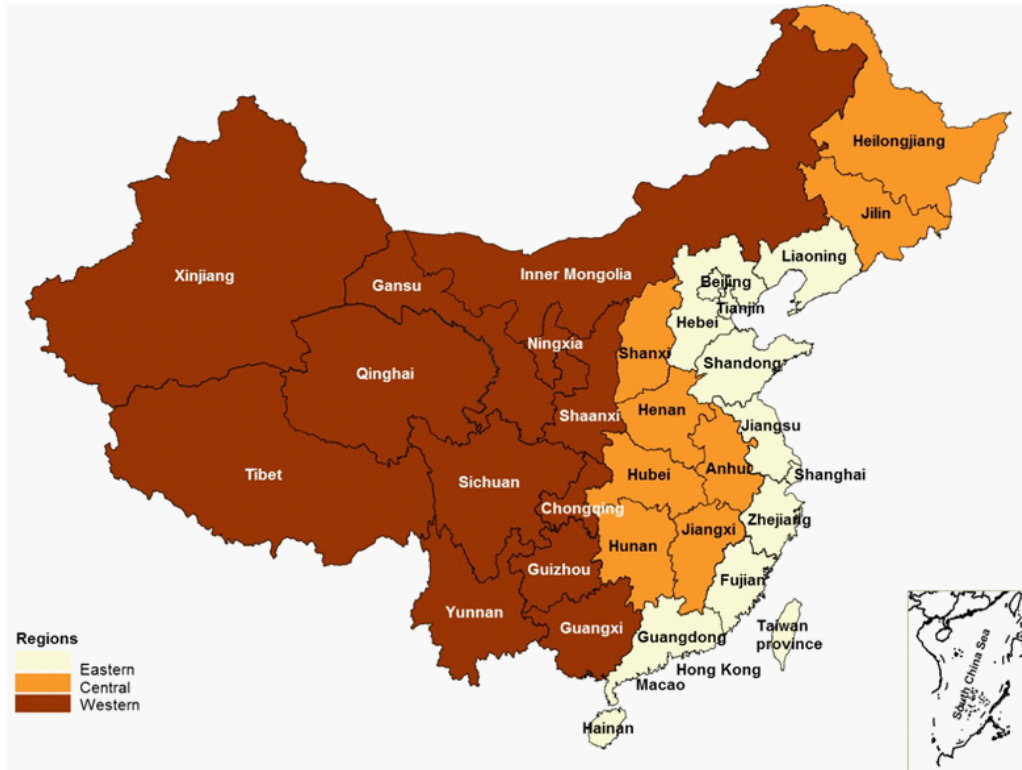 Heilongjiang
Jilin
Liaoning
Xinjiang
Gansu
Inner Mongolia
Beijing
Tianjin
Hebei
Ningxia
Shanxi
Shandong
Qinghai
Shaanxi
Henan
Jiangsu
Tibet
Sichuan
Hubei
Anhui
Shanghai
Chongqing
Zhejiang
Hunan
Jiangxi
Guizhou
Fujian
Yunnan
Guangxi
Guangdong
Taiwan
province
Hong Kong
Macao
Hainan
Regions
Eastern
Central
Western
South China Sea